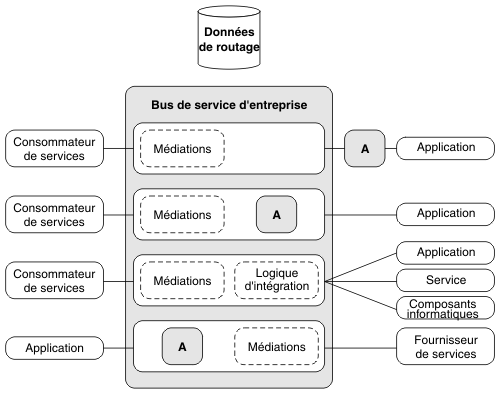 Données
de routage
Bus de service d'entreprise
Consommateur
de services
Médiations
A
Application
Consommateur
de services
Médiations
A
Application
Consommateur
de services
Médiations
Logique
d'intégration
Application
Service
Composants
informatiques
Application
A
Médiations
Fournisseur
de services